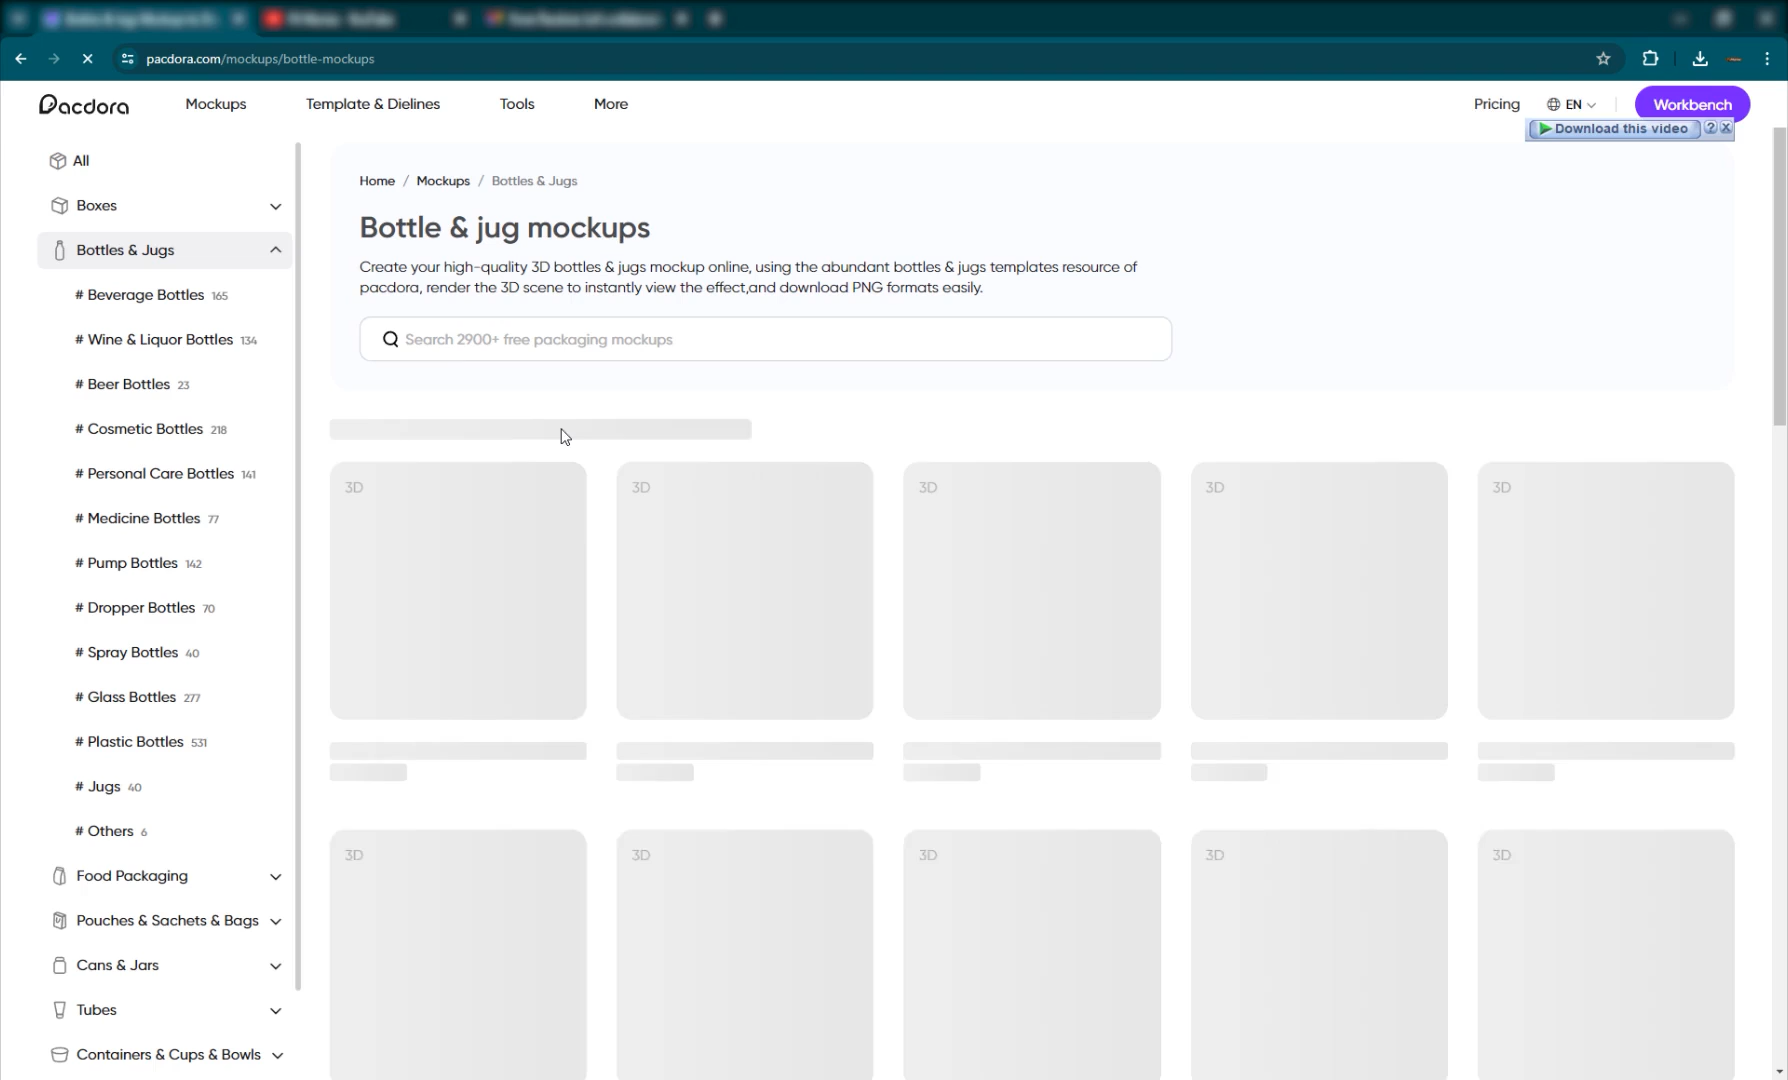 pacdora.com/mockups/bottle-mockups
Pacdora
Mockups
Template & Dielines
Tools
More
Pricing
EN
Workbench
Download this video
?
X
All
Boxes
Bottles & Jugs
# Beverage Bottles 165
# Wine & Liquor Bottles 134
# Beer Bottles 23
# Cosmetic Bottles 218
# Personal Care Bottles 141
# Medicine Bottles 77
# Pump Bottles 142
# Dropper Bottles 70
# Spray Bottles 40
# Glass Bottles 277
# Plastic Bottles 531
# Jugs 40
# Others 6
Food Packaging
Pouches & Sachets & Bags
Cans & Jars
Tubes
Containers & Cups & Bowls
Home / Mockups / Bottles & Jugs
Bottle & jug mockups
Create your high-quality 3D bottles & jugs mockup online, using the abundant bottles & jugs templates resource of
pacdora, render the 3D scene to instantly view the effect,and download PNG formats easily.
Search 2900+ free packaging mockups
3D
3D
3D
3D
3D
3D
3D
3D
3D
3D